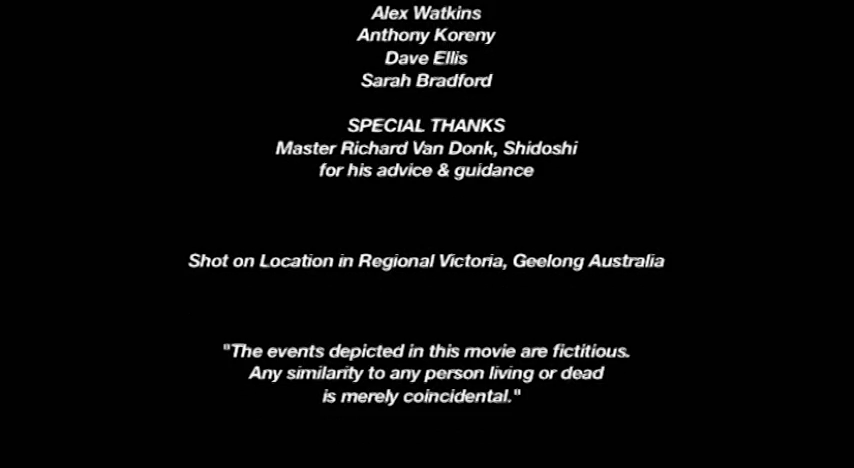 Alex Watkins
Anthony Koreny
Dave Ellis
Sarah Bradford
SPECIAL THANKS
Master Richard Van Donk, Shidoshi
for his advice & guidance
Shot on Location in Regional Victoria, Geelong Australia
"The events depicted in this movie are fictitious.
Any similarity to any person living or dead
is merely coincidental."